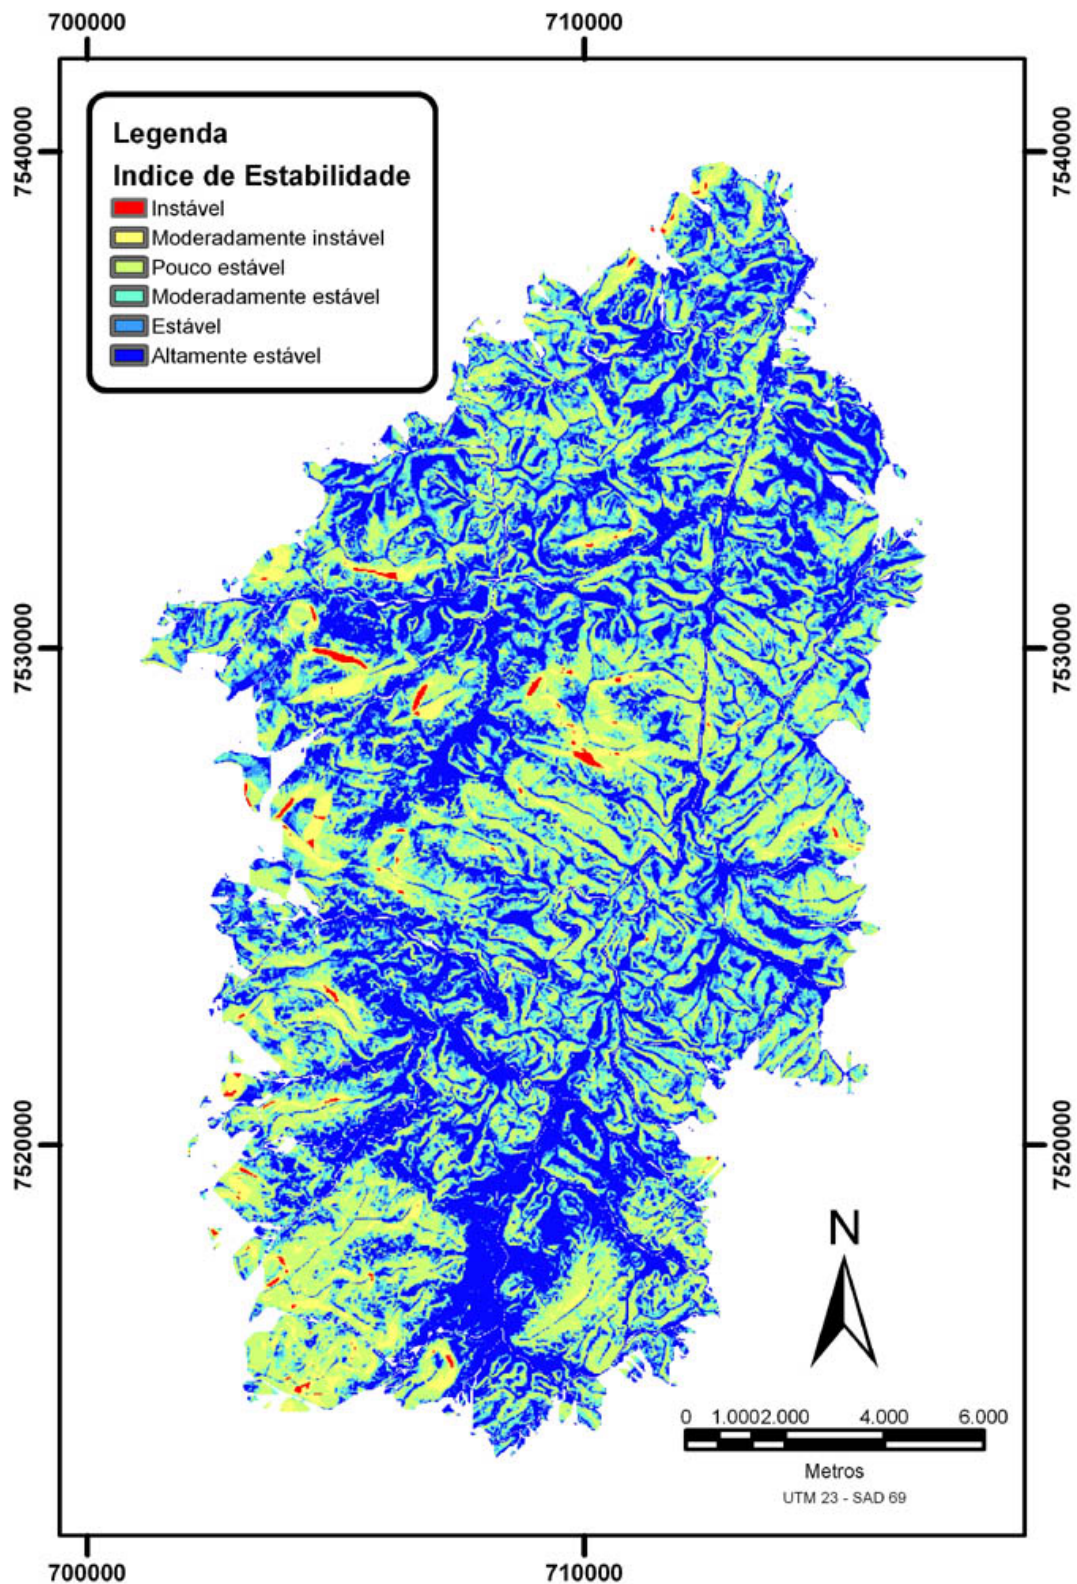 700000 710000
7540000 7540000
Legenda
Indice de Estabilidade
Instável
Moderadamente instável
Pouco estável
Moderadamente estável
Estável
Altamente estável
7530000 7530000
7520000 7520000
N
0 1.0002.000 4.000 6.000
Metros
UTM 23 - SAD 69
700000 710000